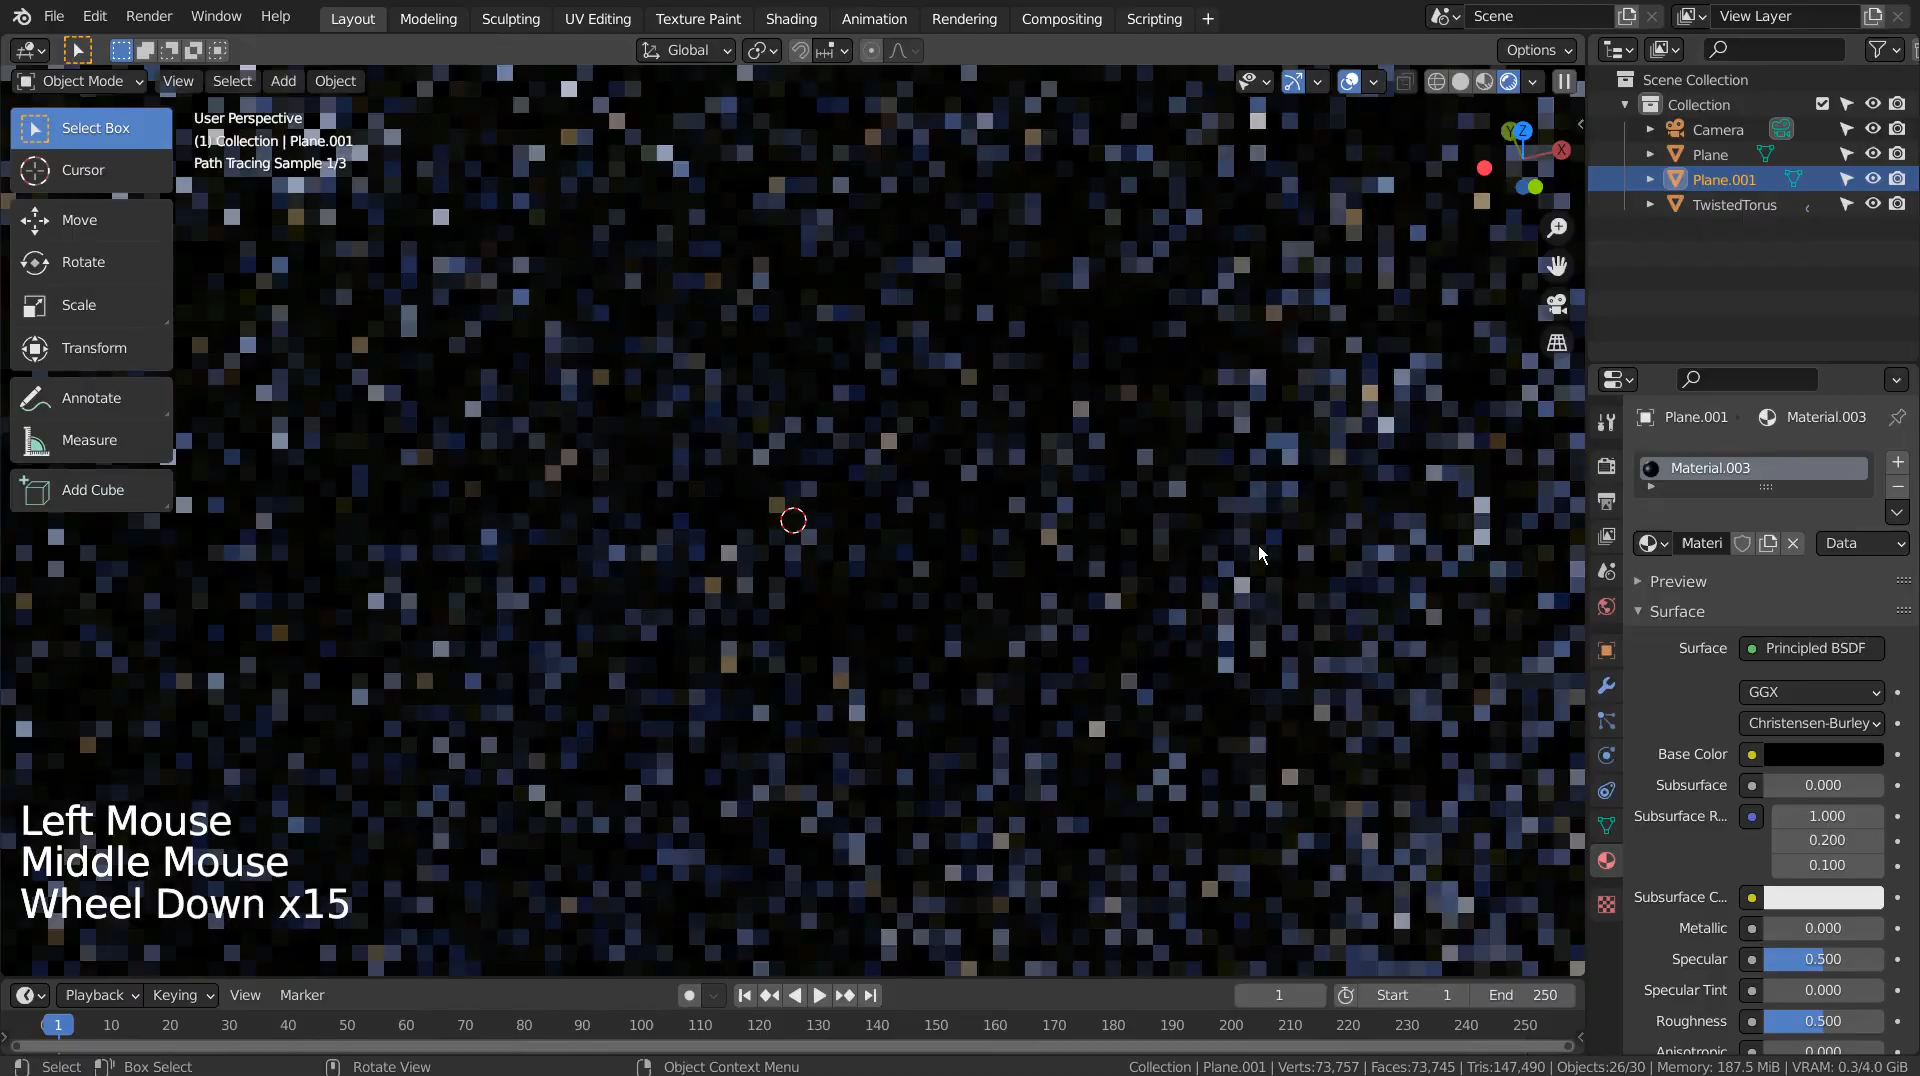 File Edit Render Window Help Layout Modeling Sculpting UV Editing Texture Paint Shading Animation Rendering Compositing Scripting + Scene View Layer
Global Options
Object Mode View Select Add Object
Scene Collection
Collection
Camera
Plane
Plane.001
TwistedTorus
Select Box
Cursor
Move
Rotate
Scale
Transform
Annotate
Measure
Add Cube
User Perspective
(1) Collection | Plane.001
Path Tracing Sample 1/3
Y Z X
Left Mouse
Middle Mouse
Wheel Down x15
Plane.001 Material.003
Material.003
Materi Data
Preview
Surface
Surface Principled BSDF
GGX
Christensen-Burley
Base Color
Subsurface 0.000
Subsurface R... 1.000
0.200
0.100
Subsurface C...
Metallic 0.000
Specular 0.500
Specular Tint 0.000
Roughness 0.500
Anisotropic 0.000
Playback Keying View Marker 1 Start 1 End 250
1 10 20 30 40 50 60 70 80 90 100 110 120 130 140 150 160 170 180 190 200 210 220 230 240 250
Select Box Select Rotate View Object Context Menu Collection | Plane.001 | Verts:73,757 | Faces:73,745 | Tris:147,490 | Objects:26/30 | Memory: 187.5 MiB | VRAM: 0.3/4.0 GiB